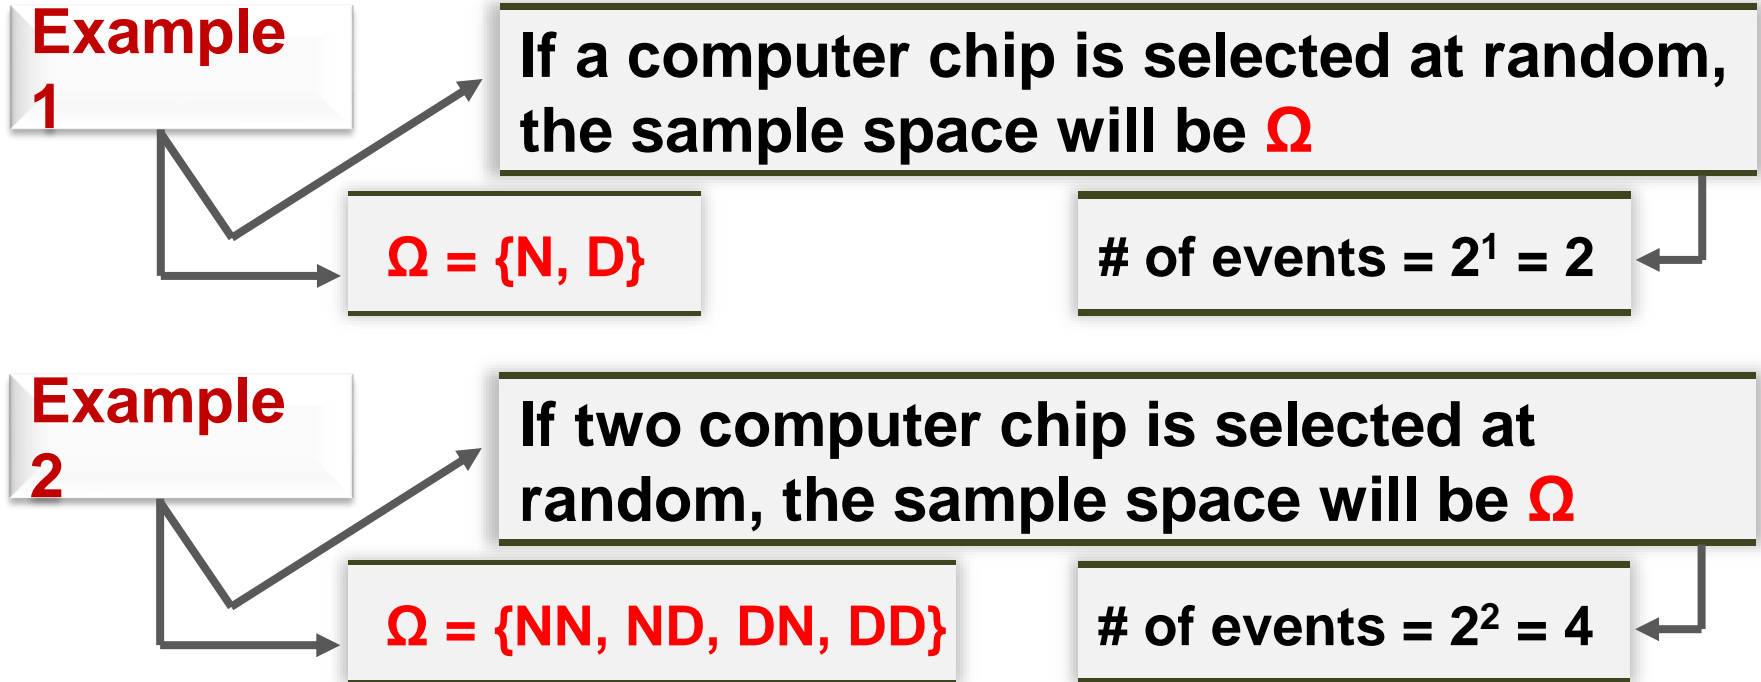 Example
1
If a computer chip is selected at random,
the sample space will be Ω
Ω = {N, D}
# of events = 2¹ = 2
Example
2
If two computer chip is selected at
random, the sample space will be Ω
Ω = {NN, ND, DN, DD}
# of events = 2² = 4